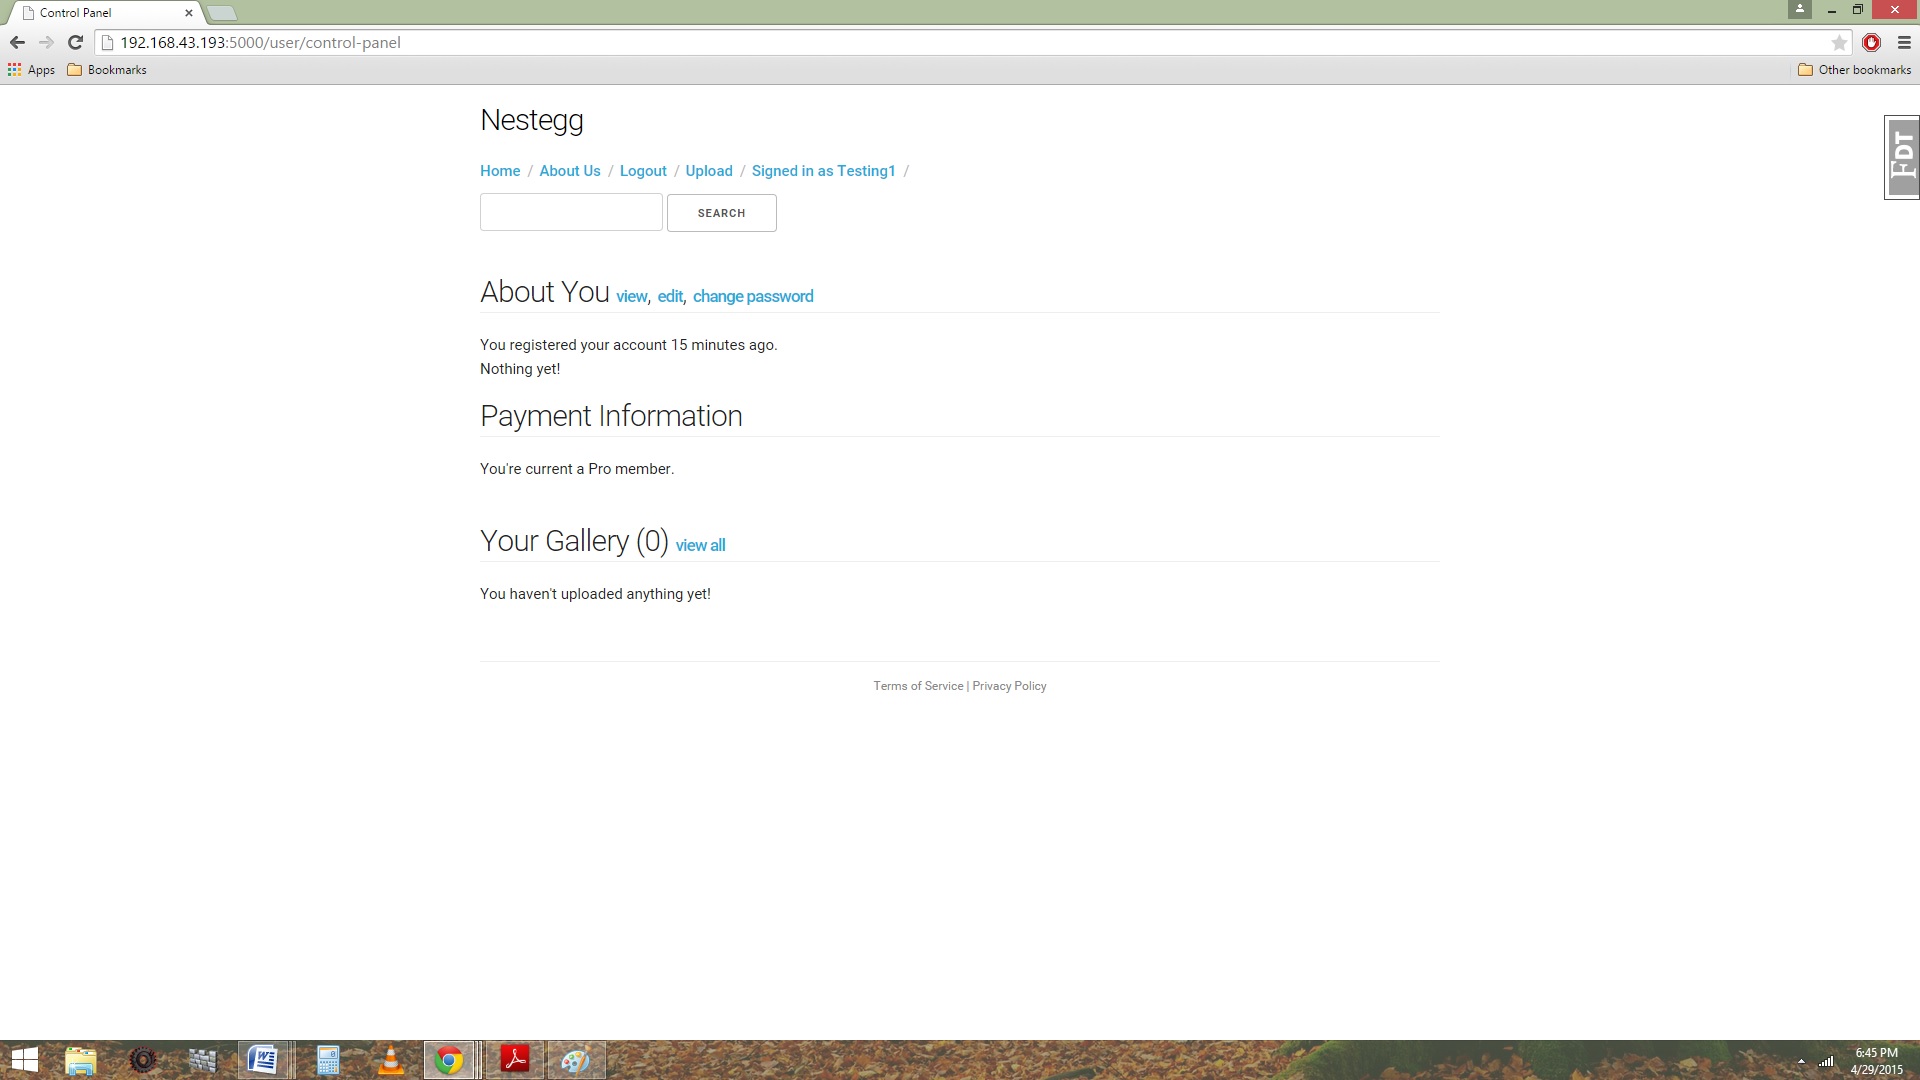 Control Panel
192.168.43.193:5000/user/control-panel
Apps Bookmarks Other bookmarks
Nestegg
FDT
Home / About Us / Logout / Upload / Signed in as Testing1 /
SEARCH
About You view, edit, change password
You registered your account 15 minutes ago.
Nothing yet!
Payment Information
You're current a Pro member.
Your Gallery (0) view all
You haven't uploaded anything yet!
Terms of Service | Privacy Policy
6:45 PM
4/29/2015